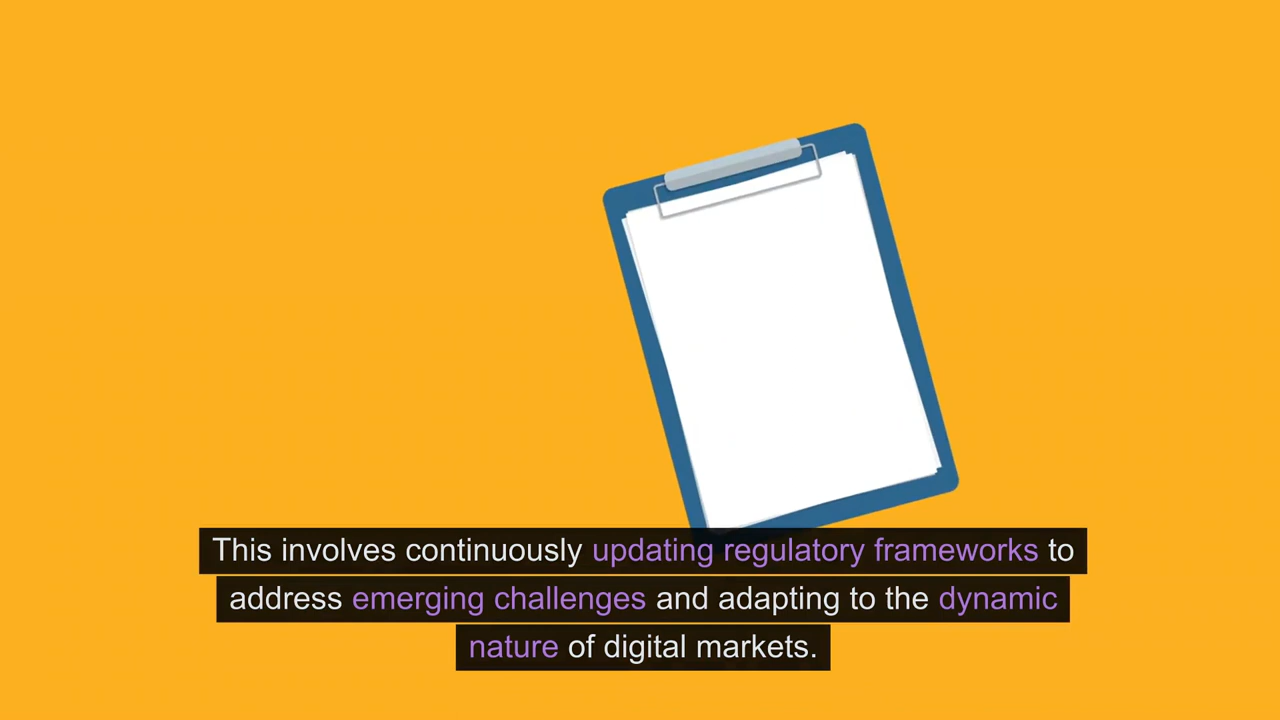 This involves continuously updating regulatory frameworks to
address emerging challenges and adapting to the dynamic
nature of digital markets.